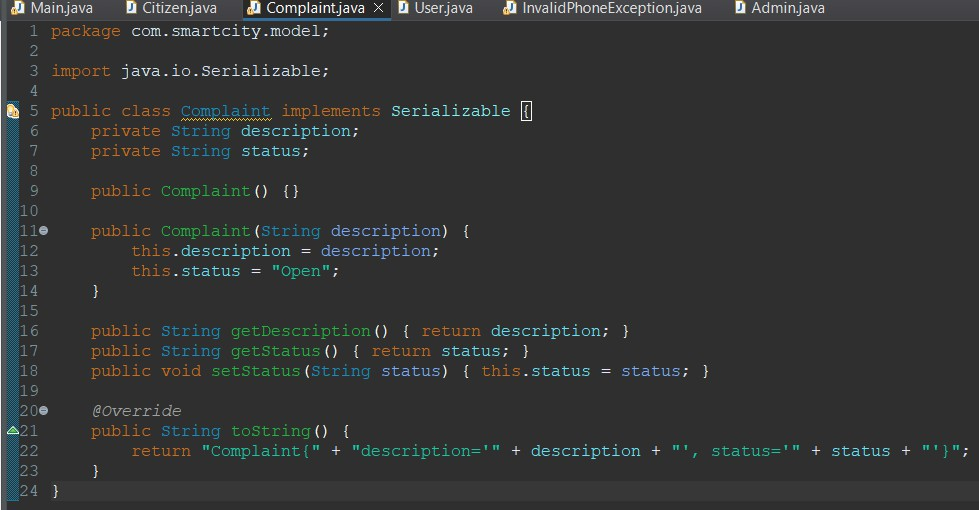 Main.java Citizen.java Complaint.java User.java InvalidPhoneException.java Admin.java
1 package com.smartcity.model;
2
3 import java.io.Serializable;
4
5 public class Complaint implements Serializable {
6     private String description;
7     private String status;
8
9     public Complaint() {}
10
11     public Complaint(String description) {
12         this.description = description;
13         this.status = "Open";
14     }
15
16     public String getDescription() { return description; }
17     public String getStatus() { return status; }
18     public void setStatus(String status) { this.status = status; }
19
20     @Override
21     public String toString() {
22         return "Complaint{" + "description='" + description + "', status='" + status + "'}";
23     }
24 }